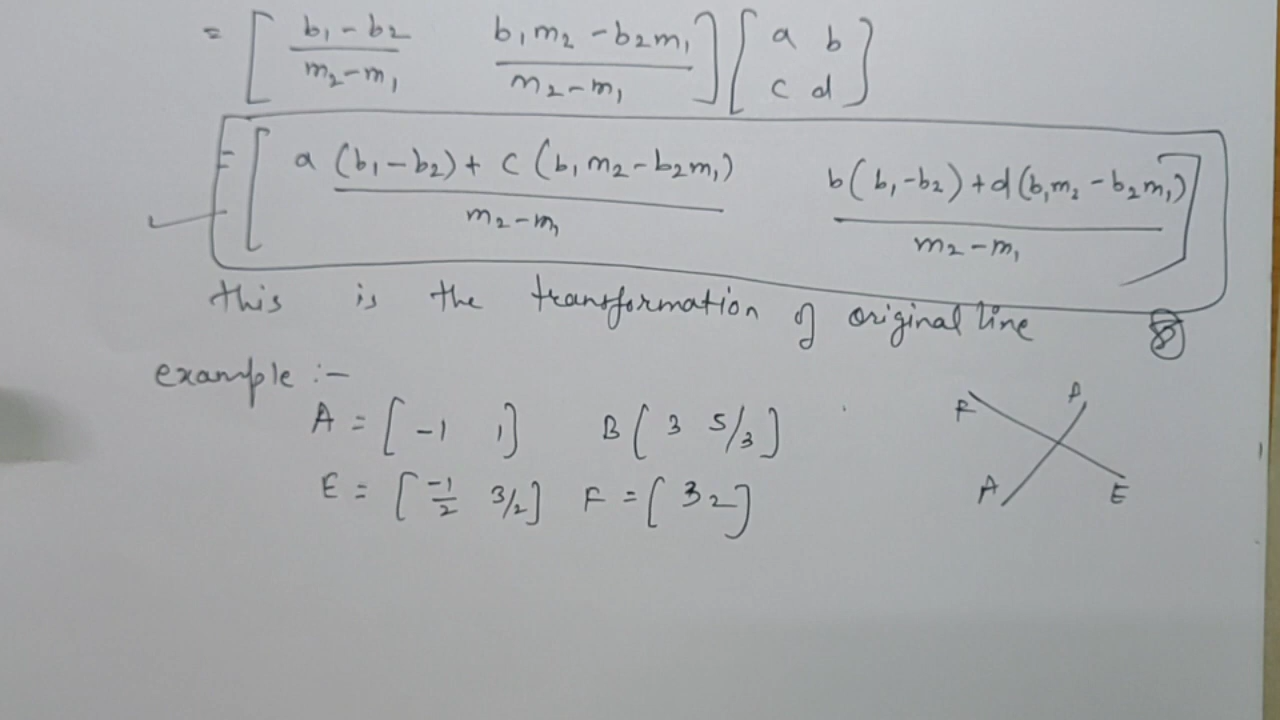 = [ (b₁ - b₂)/(m₂ - m₁)   (b₁m₂ - b₂m₁)/(m₂ - m₁) ] [ a b
c d ]
= [ (a(b₁ - b₂) + c(b₁m₂ - b₂m₁))/(m₂ - m₁)   (b(b₁ - b₂) + d(b₁m₂ - b₂m₁))/(m₂ - m₁) ]
this is the transformation of original line
example :-
A = [ -1 1 ] B [ 3 5/3 ]
E = [ -1/2 3/2 ] F = [ 3 2 ]
F
A E